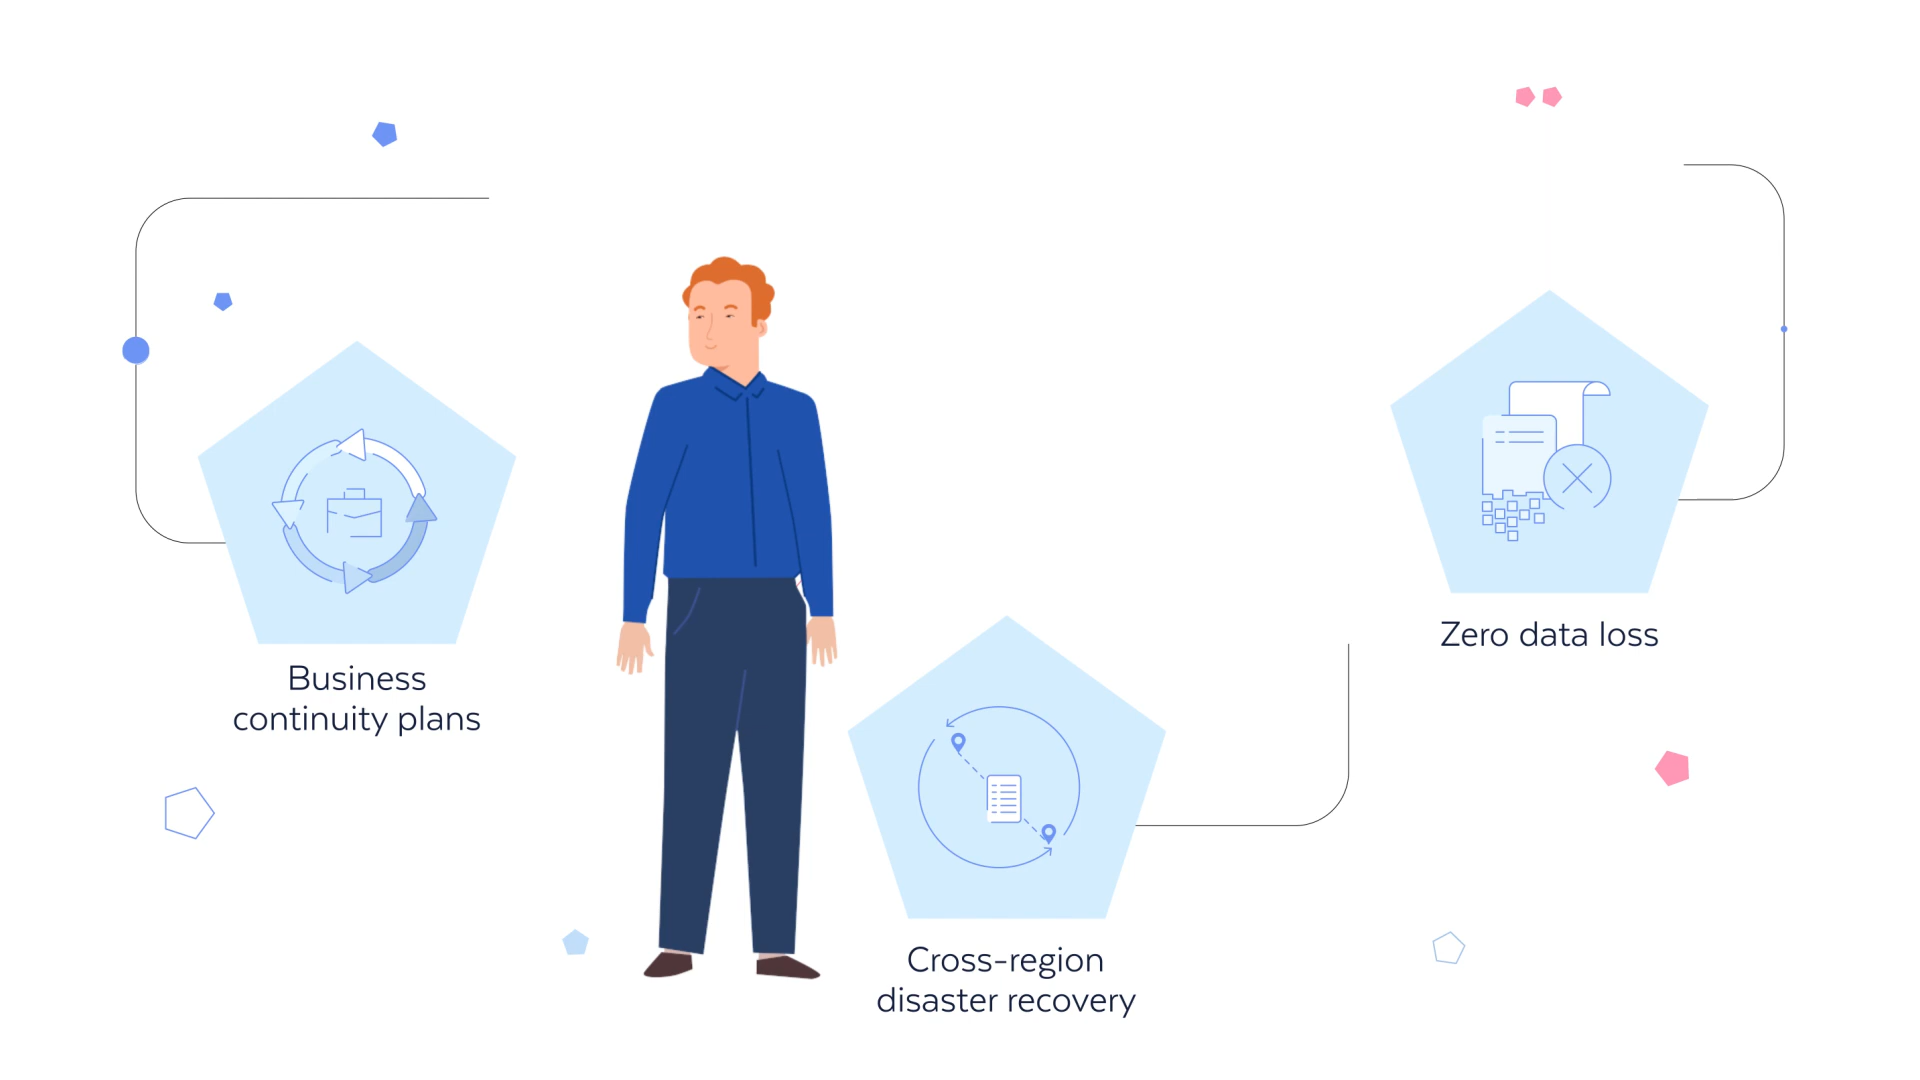 Business
continuity plans
Cross-region
disaster recovery
Zero data loss